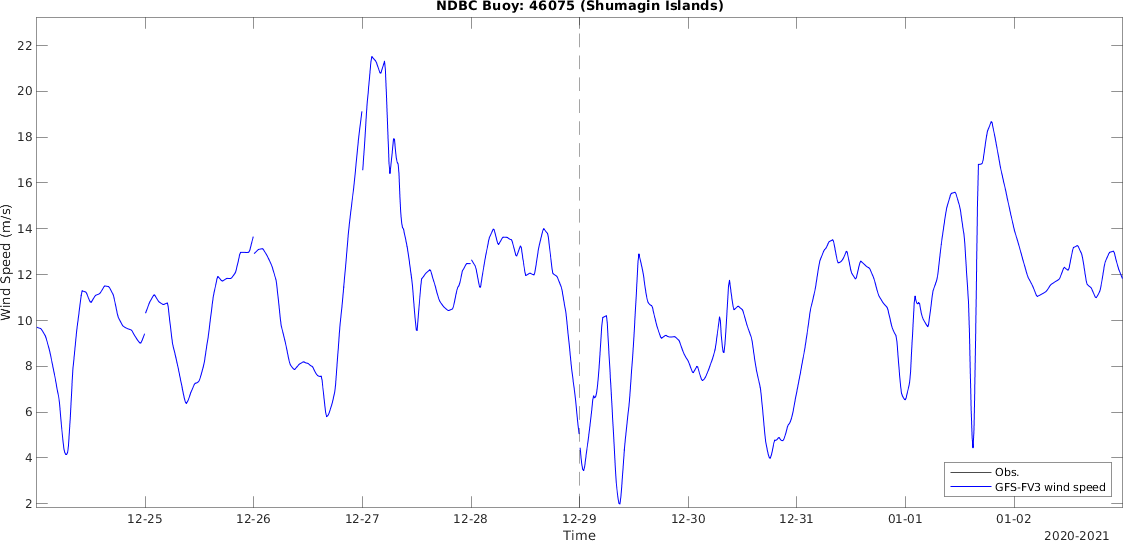 NDBC Buoy: 46075 (Shumagin Islands)
Wind Speed (m/s)
22
20
18
16
14
12
10
8
6
4
2
12-25 12-26 12-27 12-28 12-29 12-30 12-31 01-01 01-02
Time
2020-2021
Obs.
GFS-FV3 wind speed